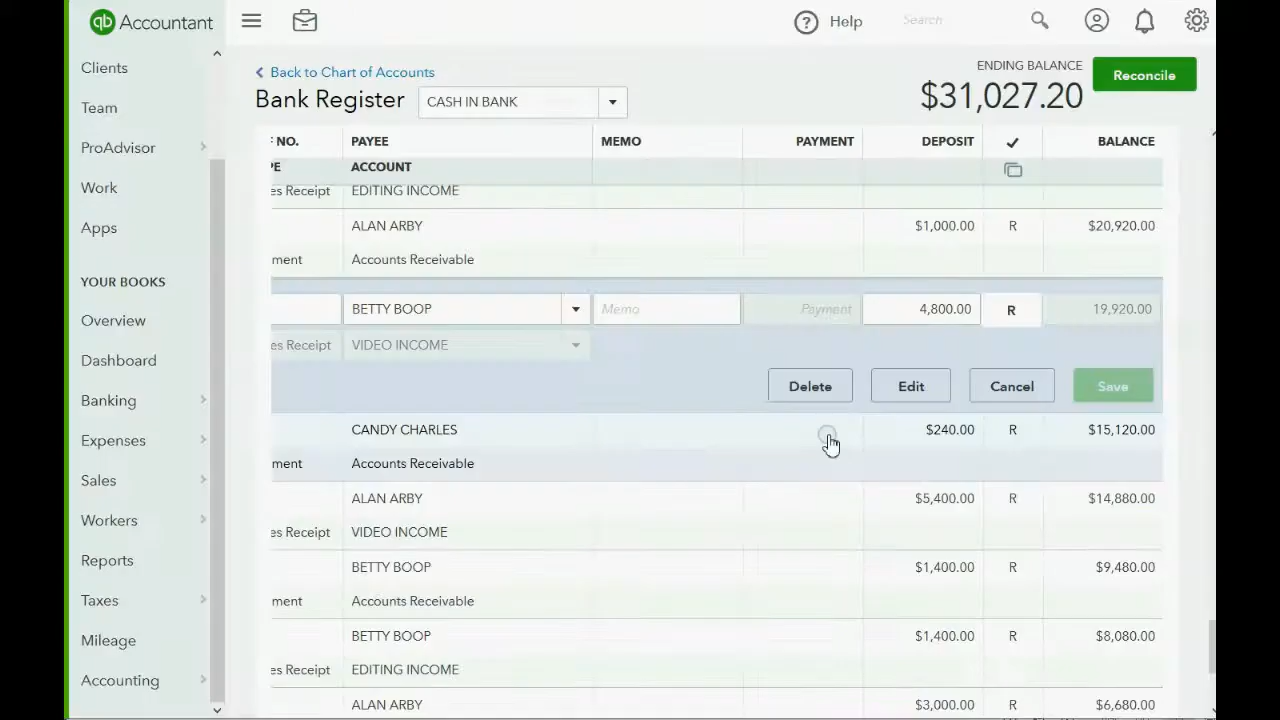 qb Accountant
Help
Search
Clients
Team
ProAdvisor
Work
Apps
YOUR BOOKS
Overview
Dashboard
Banking
Expenses
Sales
Workers
Reports
Taxes
Mileage
Accounting
Back to Chart of Accounts
Bank Register CASH IN BANK
ENDING BALANCE
$31,027.20
Reconcile
NO. PAYEE MEMO PAYMENT DEPOSIT ✓ BALANCE
PE ACCOUNT
es Receipt EDITING INCOME
ALAN ARBY $1,000.00 R $20,920.00
ment Accounts Receivable
BETTY BOOP Memo Payment 4,800.00 R 19,920.00
es Receipt VIDEO INCOME
Delete Edit Cancel Save
CANDY CHARLES $240.00 R $15,120.00
ment Accounts Receivable
ALAN ARBY $5,400.00 R $14,880.00
es Receipt VIDEO INCOME
BETTY BOOP $1,400.00 R $9,480.00
ment Accounts Receivable
BETTY BOOP $1,400.00 R $8,080.00
es Receipt EDITING INCOME
ALAN ARBY $3,000.00 R $6,680.00